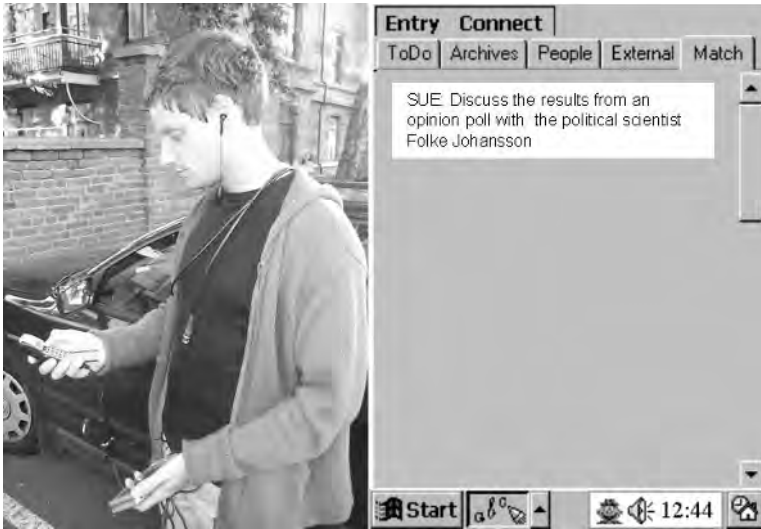 Entry Connect
ToDo Archives People External Match
SUE: Discuss the results from an
opinion poll with the political scientist
Folke Johansson
Start abc 12:44